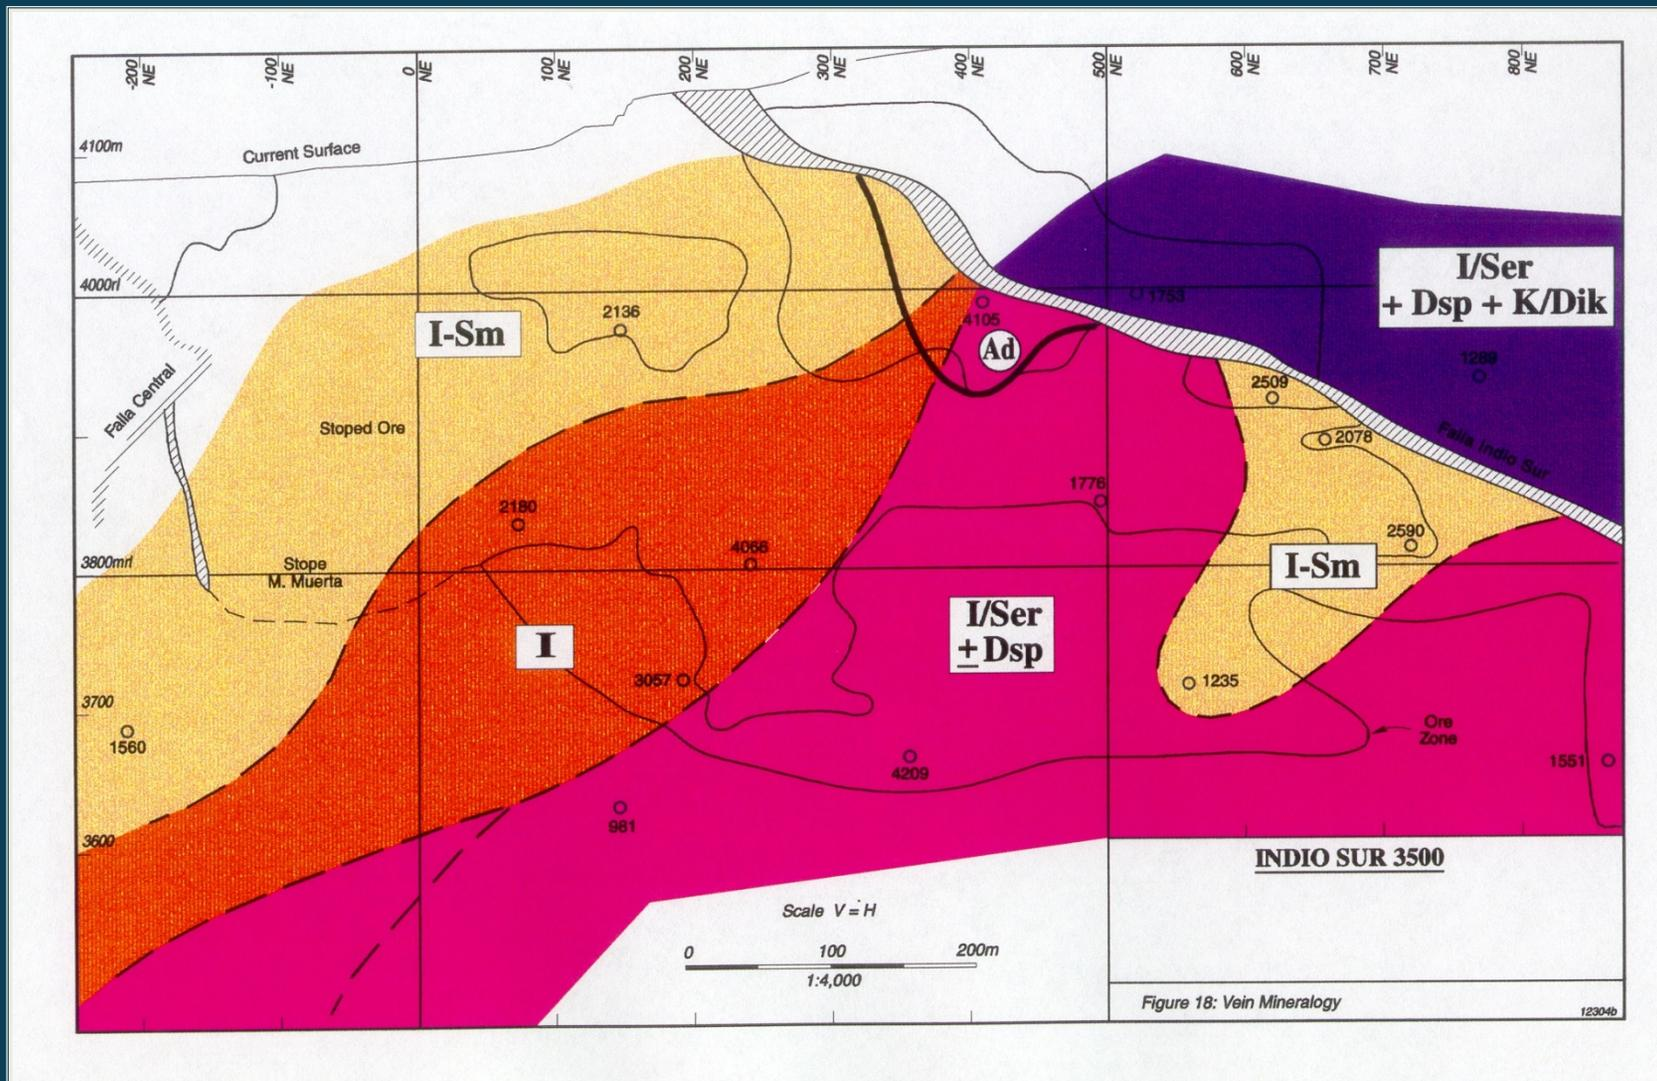 -200 NE
-100 NE
0 NE
100 NE
200 NE
300 NE
400 NE
500 NE
600 NE
700 NE
800 NE
4100m
Current Surface
4000rl
I/Ser
+ Dsp + K/Dik
1753
4105
2136
I-Sm
Ad
1289
2509
Falla Central
Stoped Ore
2078
Falla Indio Sur
1776
2180
2590
4066
3800mrl
Stope
M. Muerta
I-Sm
I/Ser
± Dsp
I
3057
1235
3700
1560
Ore
Zone
4209
1551
981
3600
INDIO SUR 3500
Scale V = H
0 100 200m
1:4,000
Figure 18: Vein Mineralogy
12304b